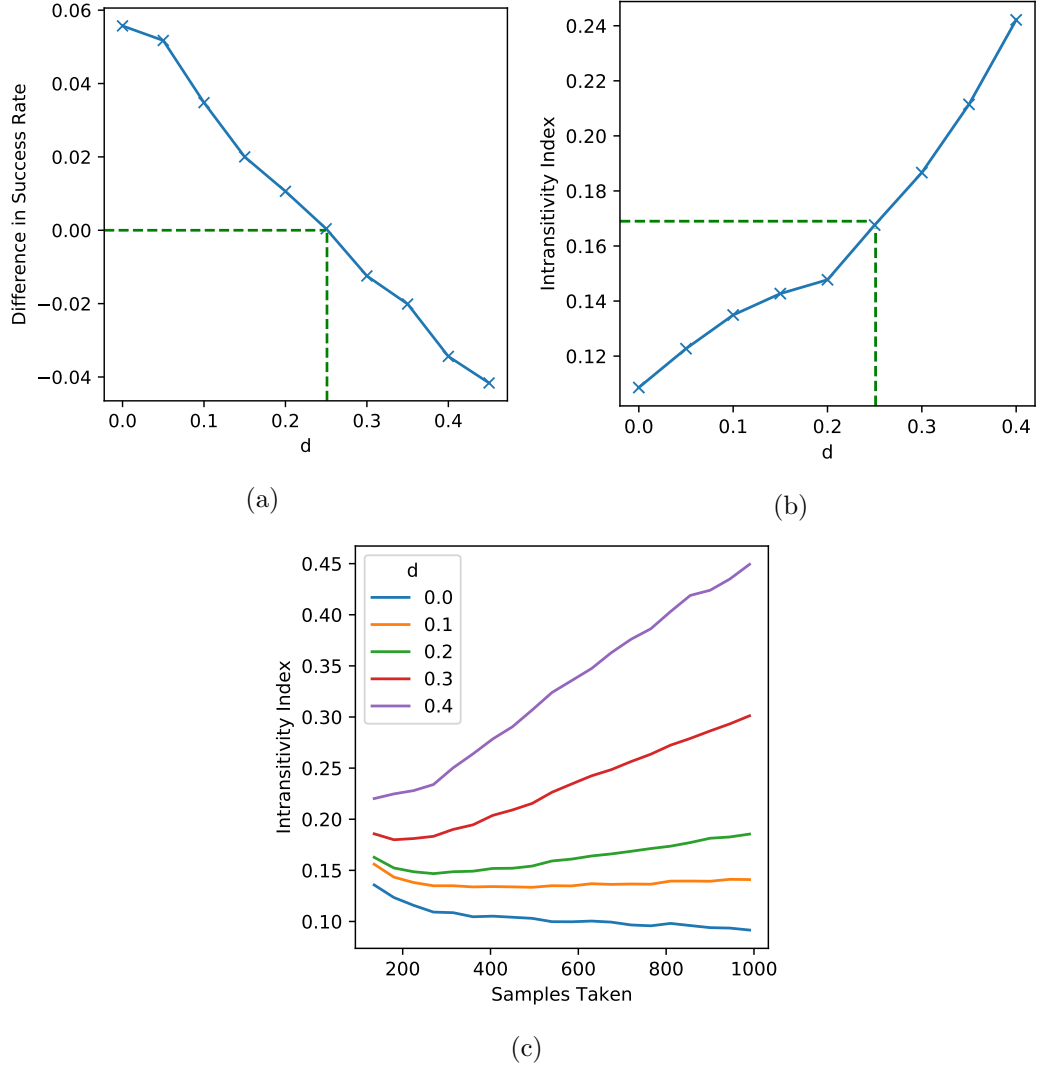 0.06
0.04
0.02
0.00
−0.02
−0.04
Difference in Success Rate
0.0 0.1 0.2 0.3 0.4
d
(a)
0.24
0.22
0.20
0.18
0.16
0.14
0.12
Intransitivity Index
0.0 0.1 0.2 0.3 0.4
d
(b)
0.45
0.40
0.35
0.30
0.25
0.20
0.15
0.10
Intransitivity Index
d
0.0
0.1
0.2
0.3
0.4
200 400 600 800 1000
Samples Taken
(c)